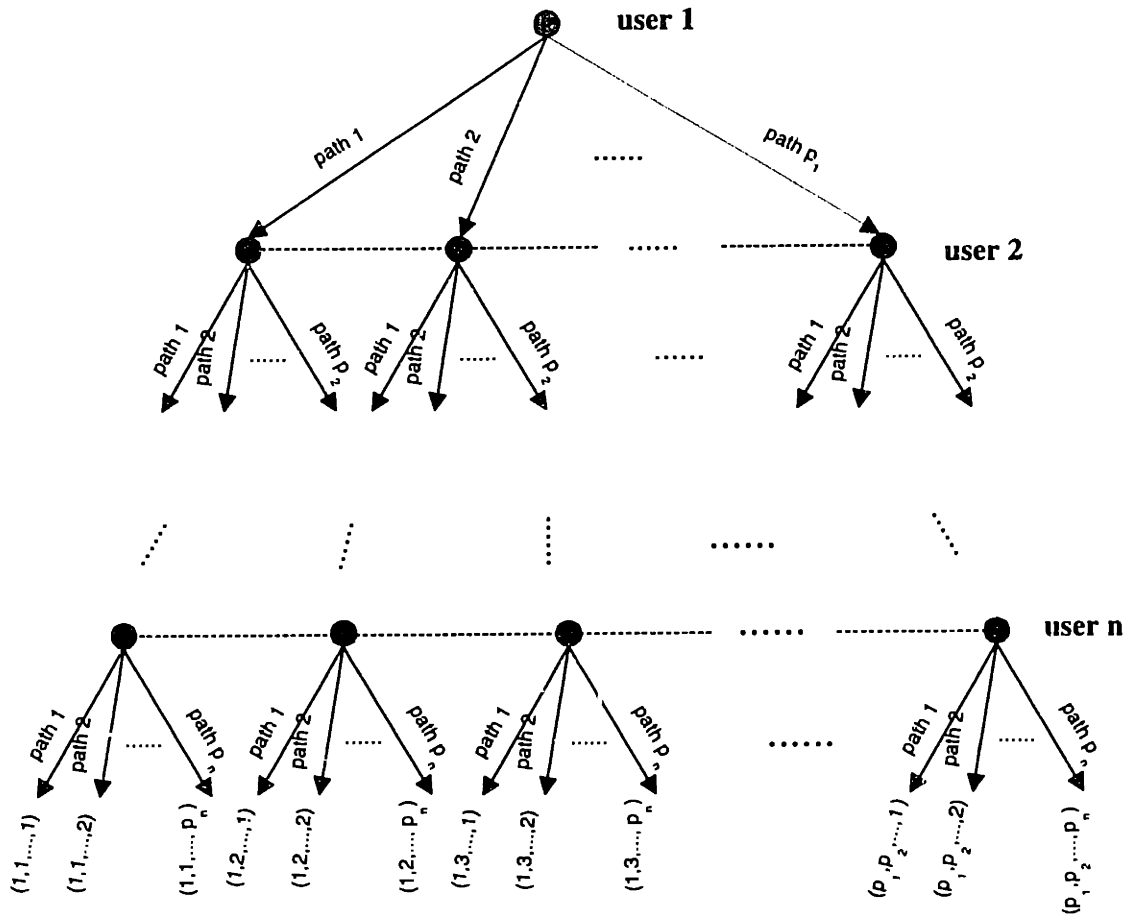 user 1
path 1
path 2
......
path p1
user 2
......
path 1
path 2
......
path p2
path 1
path 2
......
path p2
......
path 1
path 2
......
path p2
......
user n
......
path 1
path 2
......
path p
path 1
path 2
......
path p
path 1
path 2
......
path p
......
path 1
path 2
......
path p
(1,1,...,1)
(1,1,...,2)
(1,1,.... pn)
(1,2,...,1)
(1,2,...,2)
(1,2,.... pn)
(1,3,...,1)
(1,3,...,2)
(1,3,.... pn)
(p1,p2,....,1)
(p1,p2,....,2)
(p1,p2,....,pn)